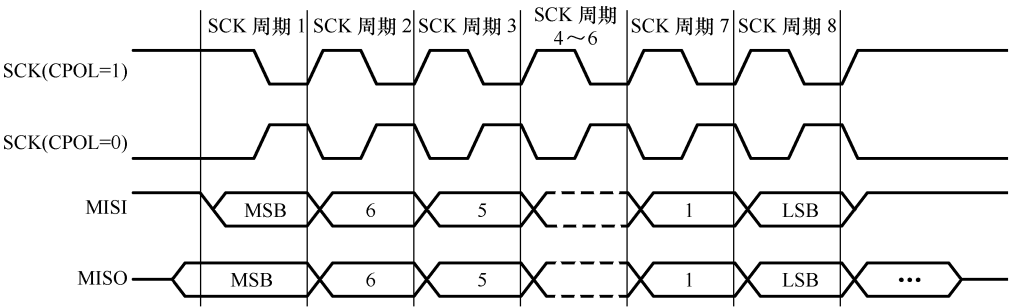 SCK 周期 1 SCK 周期 2 SCK 周期 3 SCK 周期 4～6 SCK 周期 7 SCK 周期 8
SCK(CPOL=1)
SCK(CPOL=0)
MISI MSB 6 5 1 LSB
MISO MSB 6 5 1 LSB •••